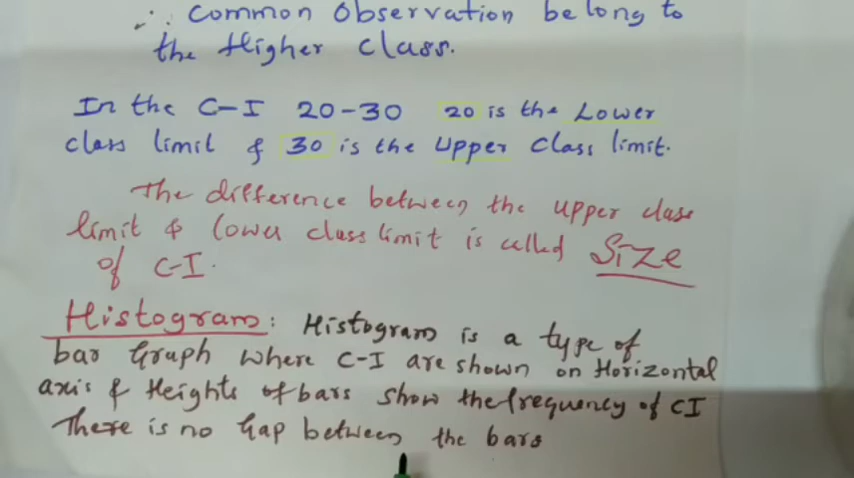 ∴ Common Observation belong to
the Higher class.
In the C-I 20-30 20 is the Lower
class limit & 30 is the Upper Class limit.
The difference between the upper class
limit & lower class limit is called Size
of C-I.
Histogram: Histogram is a type of
bar Graph where C-I are shown on Horizontal
axis & Heights of bars show the frequency of CI
There is no Gap between the bars